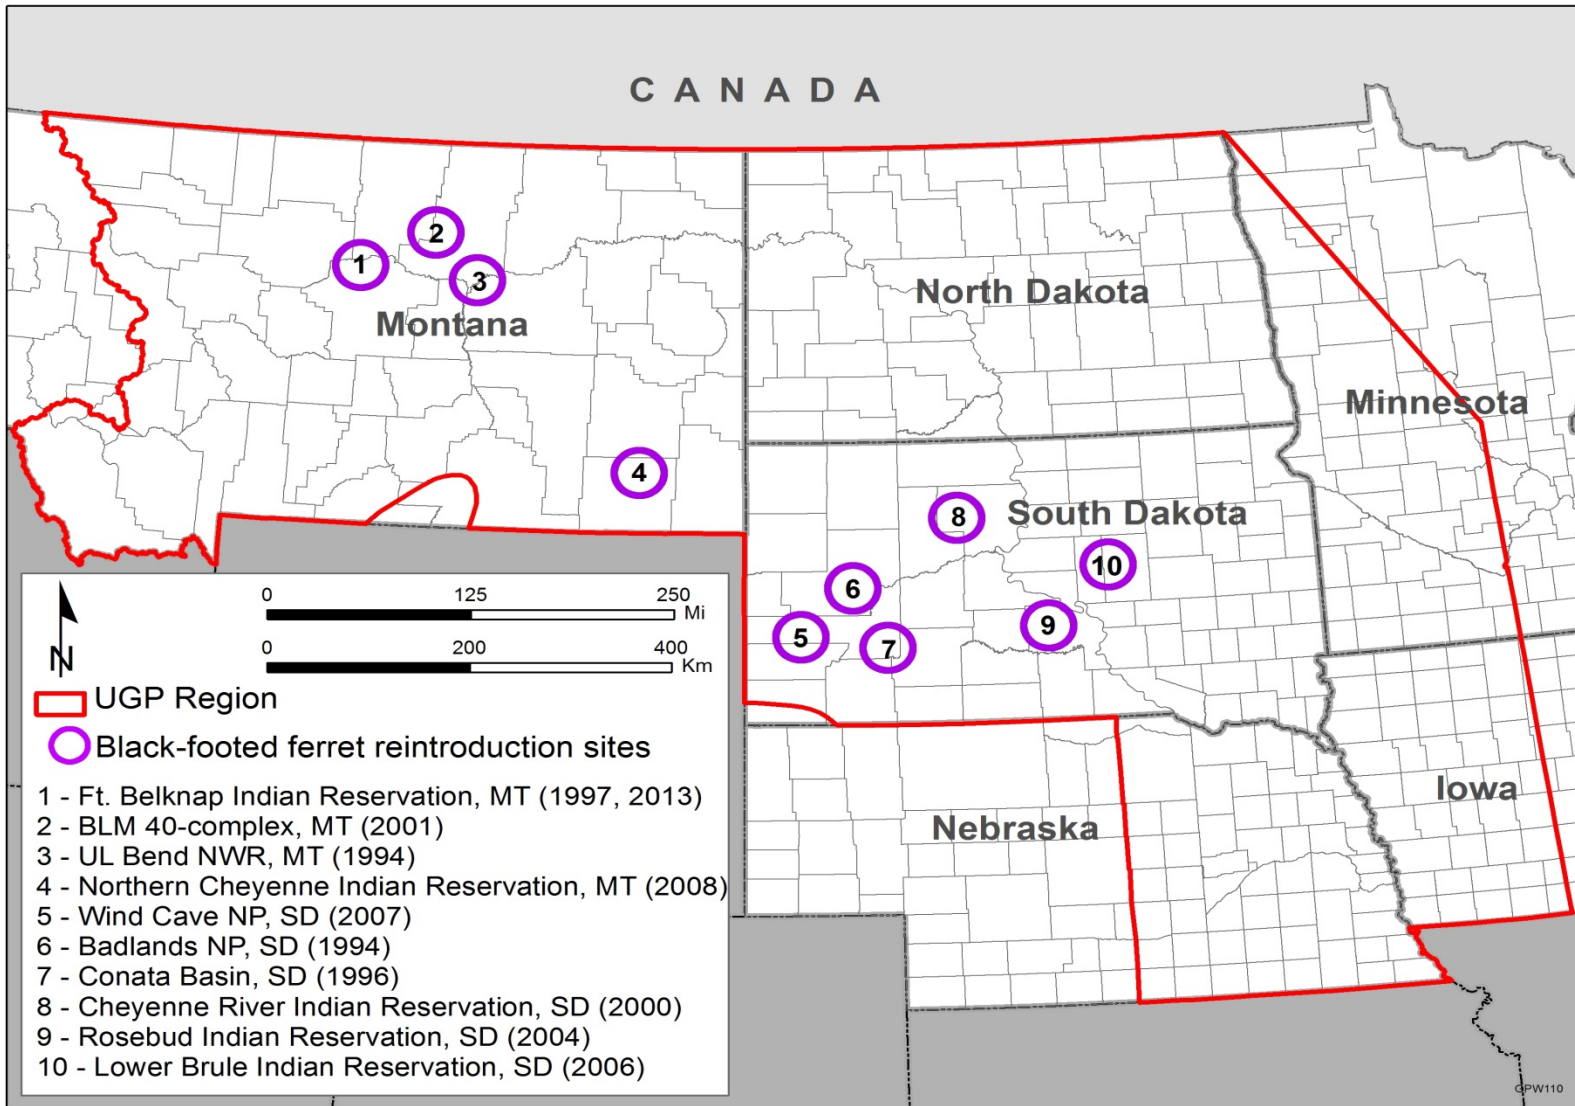 CANADA
2
1
3
North Dakota
Montana
Minnesota
4
8
South Dakota
10
6
9
5
7
0 125 250
Mi
0 200 400
Km
N
UGP Region
Black-footed ferret reintroduction sites
1 - Ft. Belknap Indian Reservation, MT (1997, 2013)
2 - BLM 40-complex, MT (2001)
3 - UL Bend NWR, MT (1994)
4 - Northern Cheyenne Indian Reservation, MT (2008)
5 - Wind Cave NP, SD (2007)
6 - Badlands NP, SD (1994)
7 - Conata Basin, SD (1996)
8 - Cheyenne River Indian Reservation, SD (2000)
9 - Rosebud Indian Reservation, SD (2004)
10 - Lower Brule Indian Reservation, SD (2006)
Iowa
Nebraska
GPW110